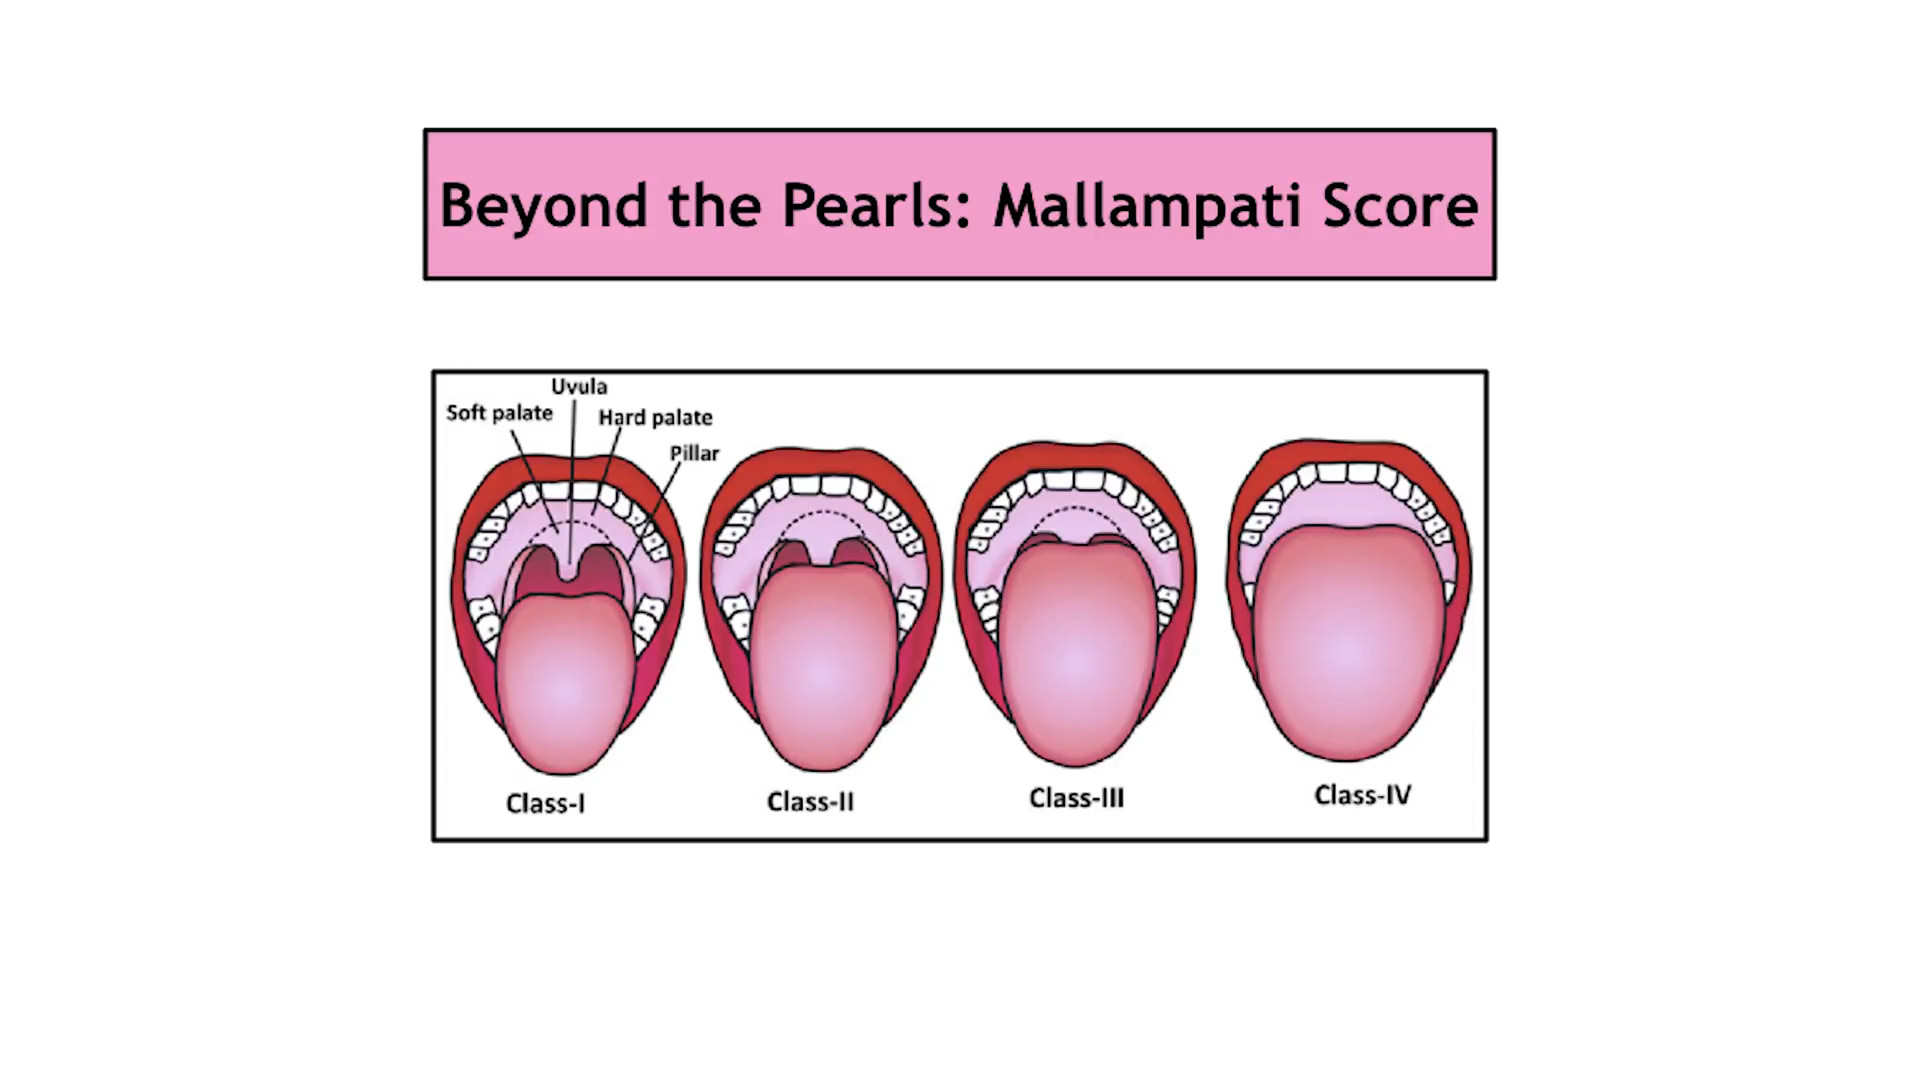 Beyond the Pearls: Mallampati Score
Uvula
Soft palate
Hard palate
Pillar
Class-I
Class-II
Class-III
Class-IV